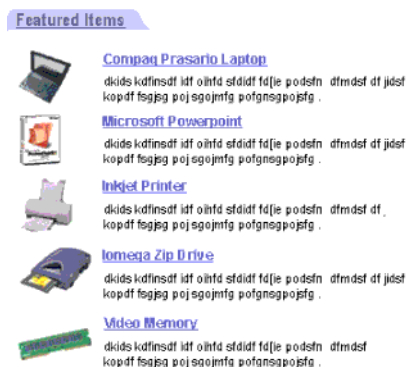 Featured Items
Compaq Prasario Laptop
dkids kdfinsdf idf oihfd sfdidf fd[ie podsfn dfmdsf df jidsf
kopdf fsgjsg poj sgojmfg pofgnsgpojsfg .
Microsoft Powerpoint
dkids kdfinsdf idf oihfd sfdidf fd[ie podsfn dfmdsf df jidsf
kopdf fsgjsg poj sgojmfg pofgnsgpojsfg .
Inkjet Printer
dkids kdfinsdf idf oihfd sfdidf fd[ie podsfn dfmdsf df .
kopdf fsgjsg poj sgojmfg pofgnsgpojsfg .
Iomega Zip Drive
dkids kdfinsdf idf oihfd sfdidf fd[ie podsfn dfmdsf df jidsf
kopdf fsgjsg poj sgojmfg pofgnsgpojsfg .
Video Memory
dkids kdfinsdf idf oihfd sfdidf fd[ie podsfn dfmdsf
kopdf fsgjsg poj sgojmfg pofgnsgpojsfg .